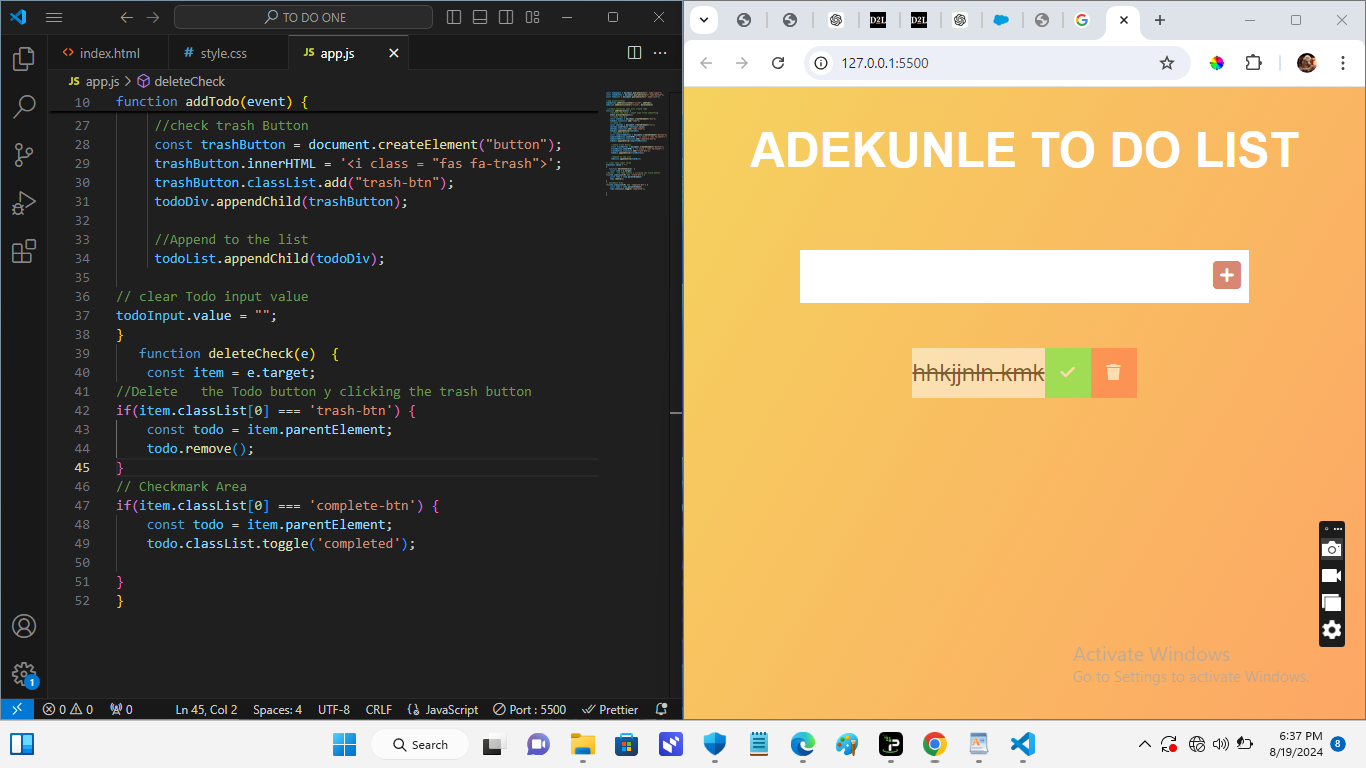 TO DO ONE
index.html
# style.css
JS app.js
JS app.js > deleteCheck
10 function addTodo(event) {
27 //check trash Button
28 const trashButton = document.createElement("button");
29 trashButton.innerHTML = '<i class = "fas fa-trash">';
30 trashButton.classList.add("trash-btn");
31 todoDiv.appendChild(trashButton);
32
33 //Append to the list
34 todoList.appendChild(todoDiv);
35
36 // clear Todo input value
37 todoInput.value = "";
38 }
39 function deleteCheck(e)  {
40 const item = e.target;
41 //Delete   the Todo button y clicking the trash button
42 if(item.classList[0] === 'trash-btn') {
43 const todo = item.parentElement;
44 todo.remove();
45 }
46 // Checkmark Area
47 if(item.classList[0] === 'complete-btn') {
48 const todo = item.parentElement;
49 todo.classList.toggle('completed');
50
51 }
52 }
1
0 0 0 Ln 45, Col 2 Spaces: 4 UTF-8 CRLF {} JavaScript Port : 5500 Prettier
D2L D2L
127.0.0.1:5500
ADEKUNLE TO DO LIST
hhkjjnln.kmk
Activate Windows
Go to Settings to activate Windows.
Search
6:37 PM
8/19/2024
8